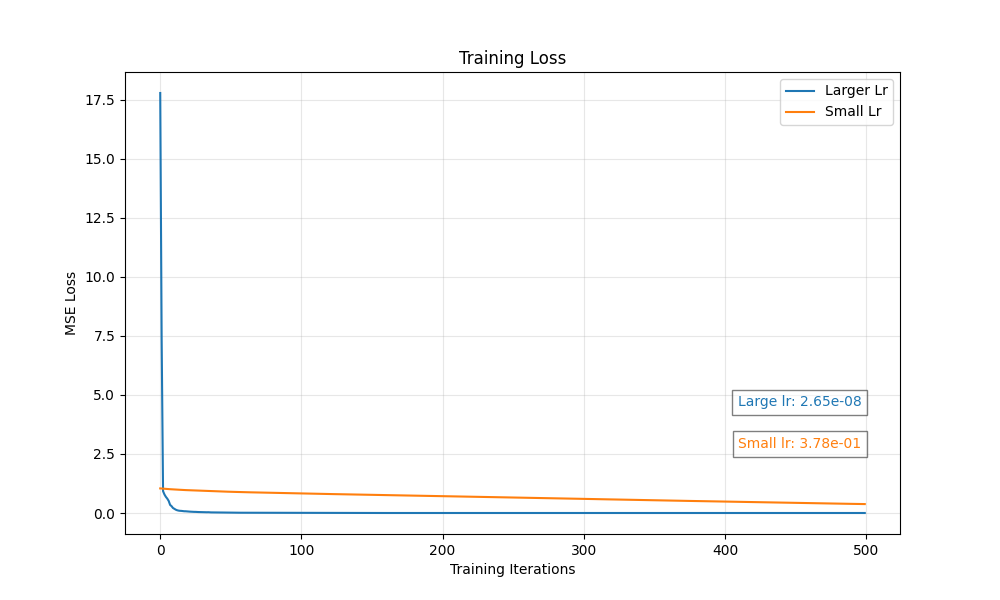 Training Loss
Larger Lr
Small Lr
MSE Loss
17.5
15.0
12.5
10.0
7.5
5.0
2.5
0.0
Large lr: 2.65e-08
Small lr: 3.78e-01
0
100
200
300
400
500
Training Iterations